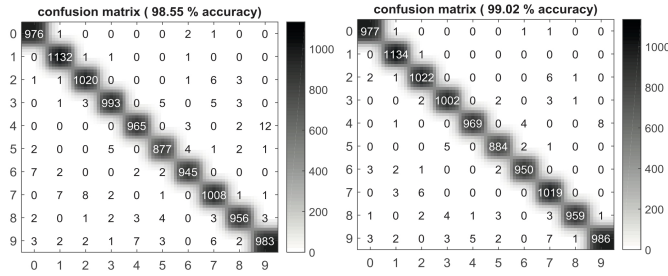 confusion matrix ( 98.55 % accuracy)
0 976 1 0 0 0 0 2 1 0 0
1 0 1132 1 1 0 0 1 0 0 0
2 1 1 1020 0 0 0 1 6 3 0
3 0 1 3 993 0 5 0 5 3 0
4 0 0 0 0 965 0 3 0 2 12
5 2 0 0 5 0 877 4 1 2 1
6 7 2 0 0 2 2 945 0 0 0
7 0 7 8 2 0 1 0 1008 1 1
8 2 0 1 2 3 4 0 3 956 3
9 3 2 2 1 7 3 0 6 2 983
0 1 2 3 4 5 6 7 8 9
1000
800
600
400
200
0
confusion matrix ( 99.02 % accuracy)
0 977 1 0 0 0 0 1 1 0 0
1 0 1134 1 0 0 0 0 0 0 0
2 2 1 1022 0 0 0 0 6 1 0
3 0 0 2 1002 0 2 0 3 1 0
4 0 1 0 0 969 0 4 0 0 8
5 0 0 0 5 0 884 2 1 0 0
6 3 2 1 0 0 2 950 0 0 0
7 0 3 6 0 0 0 0 1019 0 0
8 1 0 2 4 1 3 0 3 959 1
9 3 2 0 3 5 2 0 7 1 986
0 1 2 3 4 5 6 7 8 9
1000
800
600
400
200
0